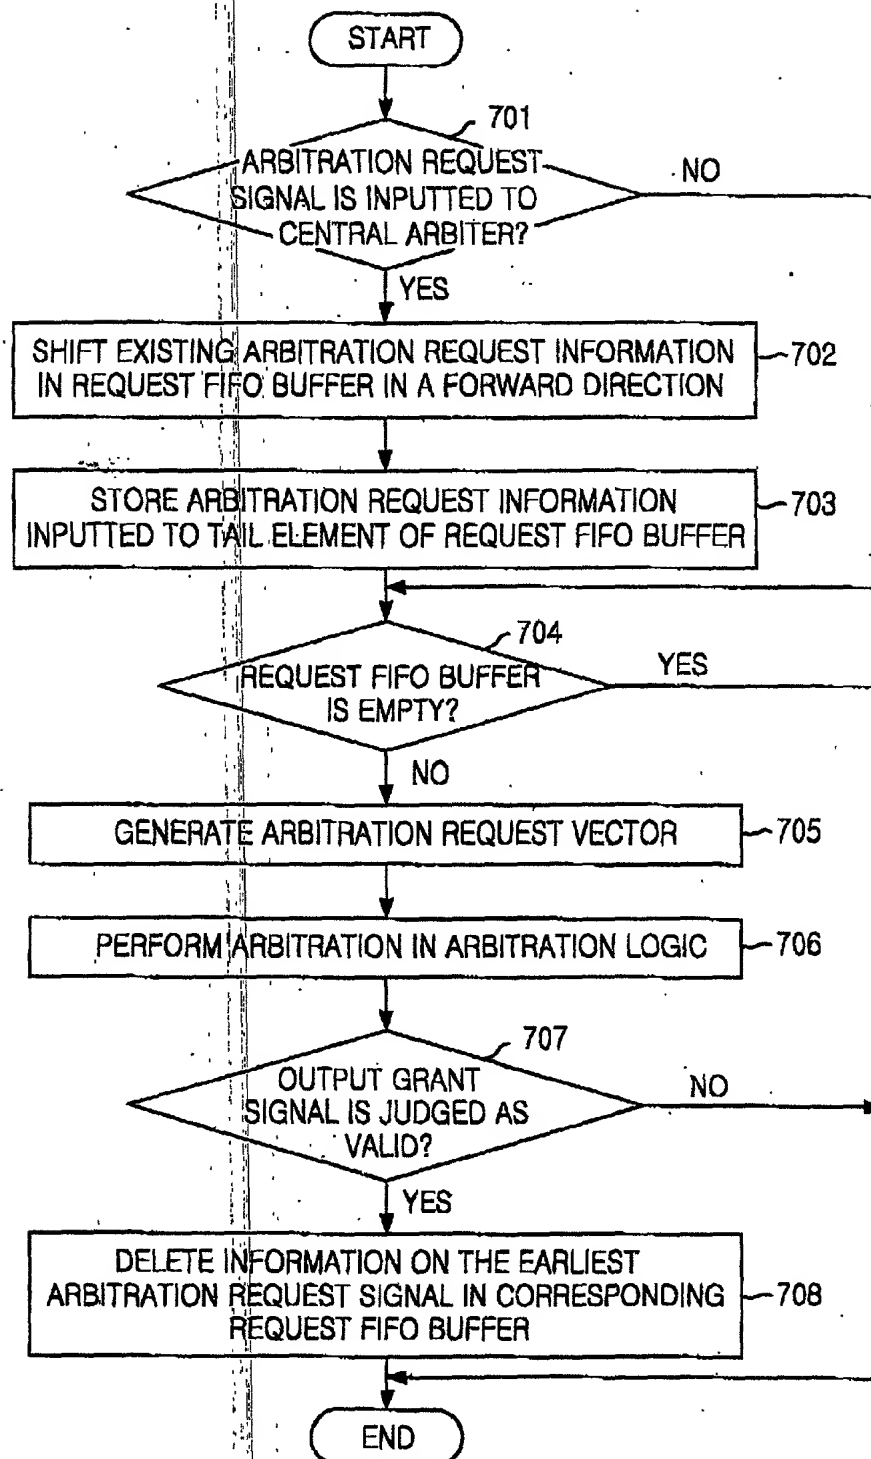 START
701
ARBITRATION REQUEST
SIGNAL IS INPUTTED TO
CENTRAL ARBITER?
NO
YES
SHIFT EXISTING ARBITRATION REQUEST INFORMATION
IN REQUEST FIFO BUFFER IN A FORWARD DIRECTION
702
STORE ARBITRATION REQUEST INFORMATION
INPUTTED TO TAIL ELEMENT OF REQUEST FIFO BUFFER
703
704
REQUEST FIFO BUFFER
IS EMPTY?
YES
NO
GENERATE ARBITRATION REQUEST VECTOR
705
PERFORM ARBITRATION IN ARBITRATION LOGIC
706
707
OUTPUT GRANT
SIGNAL IS JUDGED AS
VALID?
NO
YES
DELETE INFORMATION ON THE EARLIEST
ARBITRATION REQUEST SIGNAL IN CORRESPONDING
REQUEST FIFO BUFFER
708
END